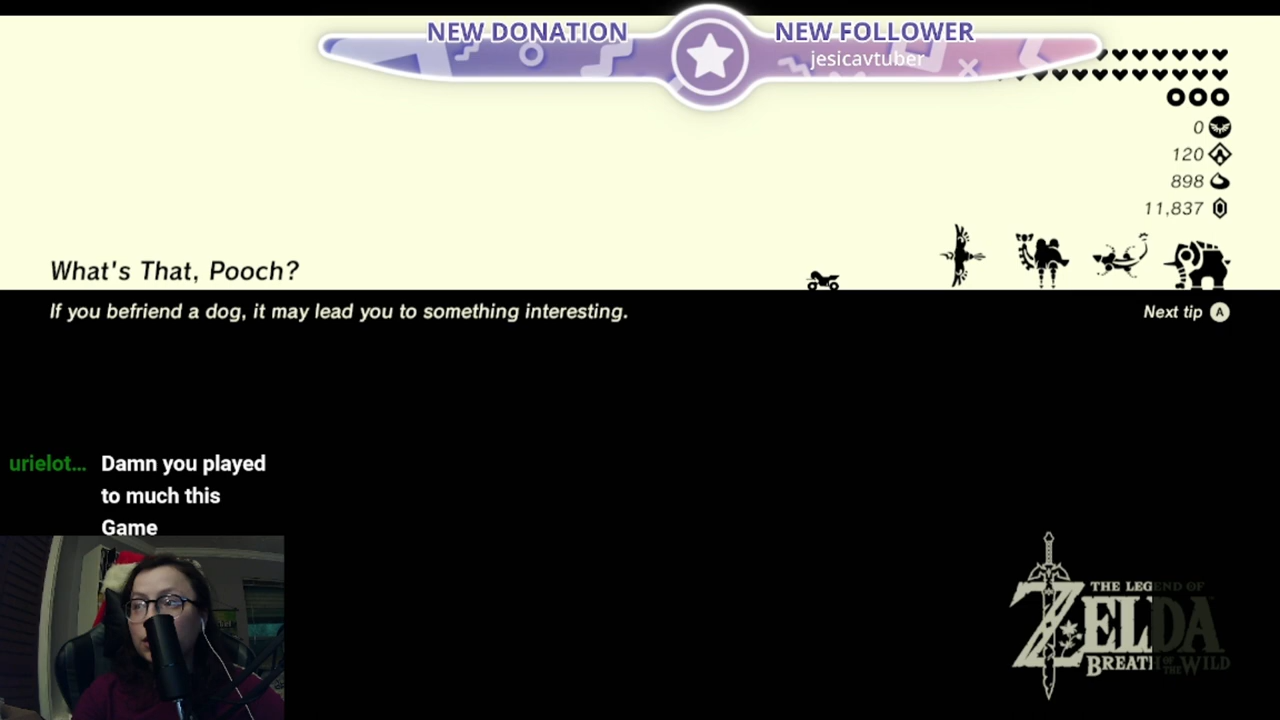 NEW DONATION
NEW FOLLOWER
jesicavtuber
0
120
898
11,837
What's That, Pooch?
If you befriend a dog, it may lead you to something interesting.
Next tip A
urielot… Damn you played
to much this
Game
THE LEGEND OF
ZELDA
BREATH OF THE WILD